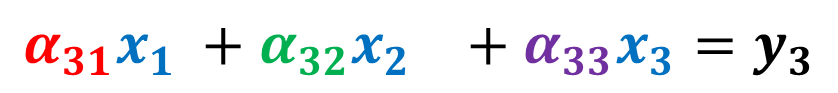 α₃₁x₁ + α₃₂x₂ + α₃₃x₃ = y₃